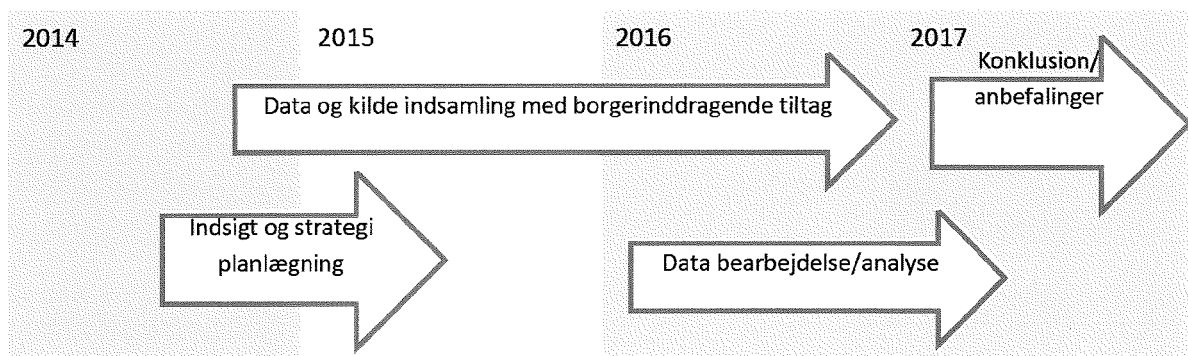 2014
2015
2016
2017
Konklusion/
anbefalinger
Data og kilde indsamling med borgerinddragende tiltag
Indsigt og strategi
planlægning
Data bearbejdelse/analyse